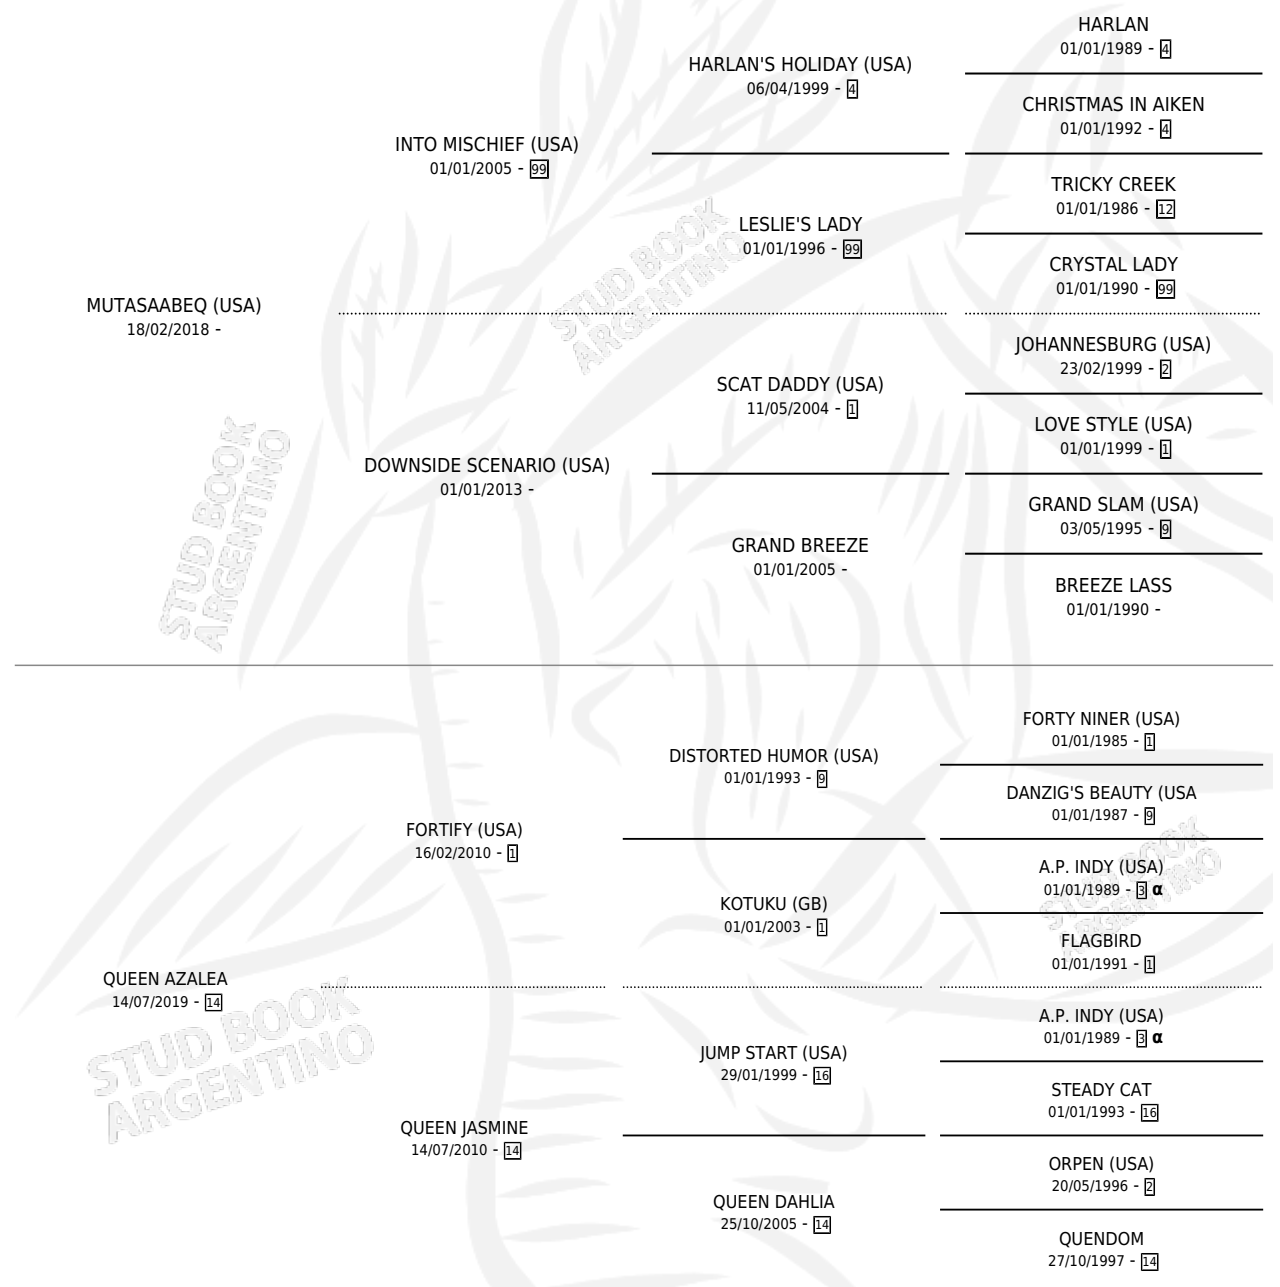 HARLAN
01/01/1989 - 4
HARLAN'S HOLIDAY (USA)
06/04/1999 - 4
CHRISTMAS IN AIKEN
01/01/1992 - 4
INTO MISCHIEF (USA)
01/01/2005 - 99
TRICKY CREEK
01/01/1986 - 12
LESLIE'S LADY
01/01/1996 - 99
CRYSTAL LADY
01/01/1990 - 99
MUTASAABEQ (USA)
18/02/2018 -
JOHANNESBURG (USA)
23/02/1999 - 2
SCAT DADDY (USA)
11/05/2004 - 1
LOVE STYLE (USA)
01/01/1999 - 1
DOWNSIDE SCENARIO (USA)
01/01/2013 -
GRAND SLAM (USA)
03/05/1995 - 9
GRAND BREEZE
01/01/2005 -
BREEZE LASS
01/01/1990 -
FORTY NINER (USA)
01/01/1985 - 1
DISTORTED HUMOR (USA)
01/01/1993 - 9
DANZIG'S BEAUTY (USA
01/01/1987 - 9
FORTIFY (USA)
16/02/2010 - 1
A.P. INDY (USA)
01/01/1989 - 3 α
KOTUKU (GB)
01/01/2003 - 1
FLAGBIRD
01/01/1991 - 1
QUEEN AZALEA
14/07/2019 - 14
A.P. INDY (USA)
01/01/1989 - 3 α
JUMP START (USA)
29/01/1999 - 16
STEADY CAT
01/01/1993 - 16
QUEEN JASMINE
14/07/2010 - 14
ORPEN (USA)
20/05/1996 - 2
QUEEN DAHLIA
25/10/2005 - 14
QUENDOM
27/10/1997 - 14
STUD BOOK
ARGENTINO
STUD BOOK
ARGENTINO
STUD BOOK
ARGENTINO
STUD BOOK
ARGENTINO